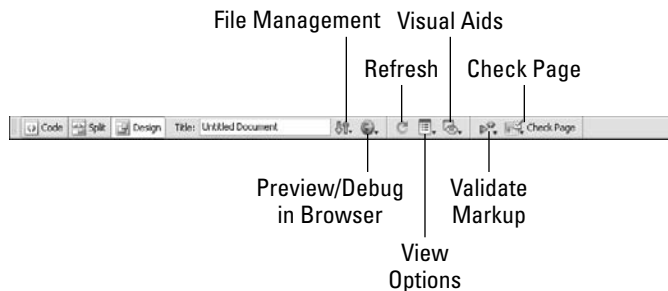 File Management Visual Aids
Refresh Check Page
Code Split Design Title: Untitled Document Check Page
Preview/Debug
in Browser
Validate
Markup
View
Options